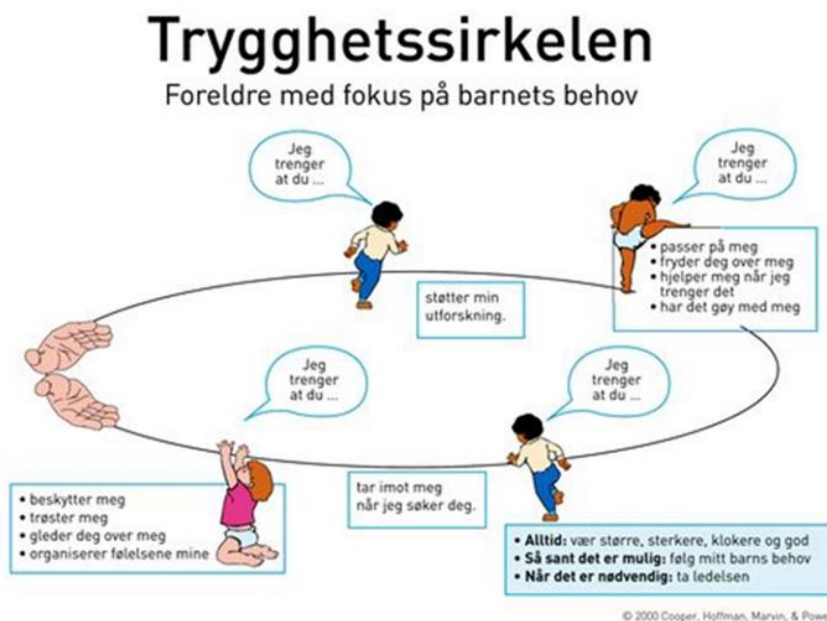 Trygghetssirkelen
Foreldre med fokus på barnets behov
Jeg
trenger
at du ...
Jeg
trenger
at du ...
• passer på meg
• fryder deg over meg
• hjelper meg når jeg
trenger det
• har det gøy med meg
støtter min
utforskning.
Jeg
trenger
at du ...
Jeg
trenger
at du ...
• beskytter meg
• trøster meg
• gleder deg over meg
• organiserer følelsene mine
tar imot meg
når jeg søker deg.
• Alltid: vær større, sterkere, klokere og god
• Så sant det er mulig: følg mitt barns behov
• Når det er nødvendig: ta ledelsen
© 2000 Cooper, Hoffman, Marvin, & Powe